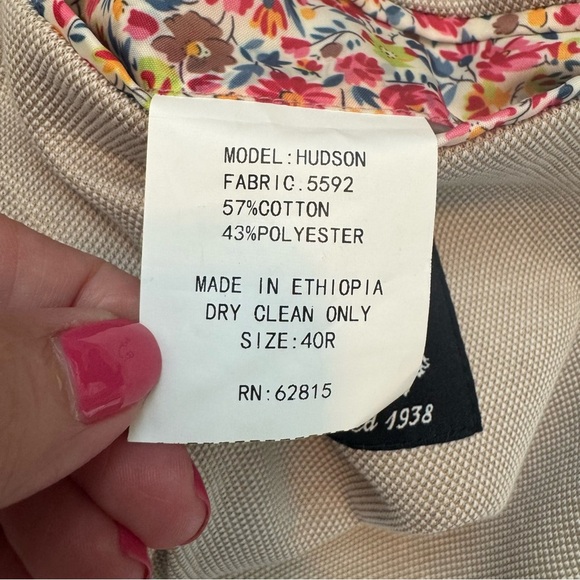 MODEL:HUDSON
FABRIC.5592
57%COTTON
43%POLYESTER
MADE IN ETHIOPIA
DRY CLEAN ONLY
SIZE:40R
RN:62815
1938